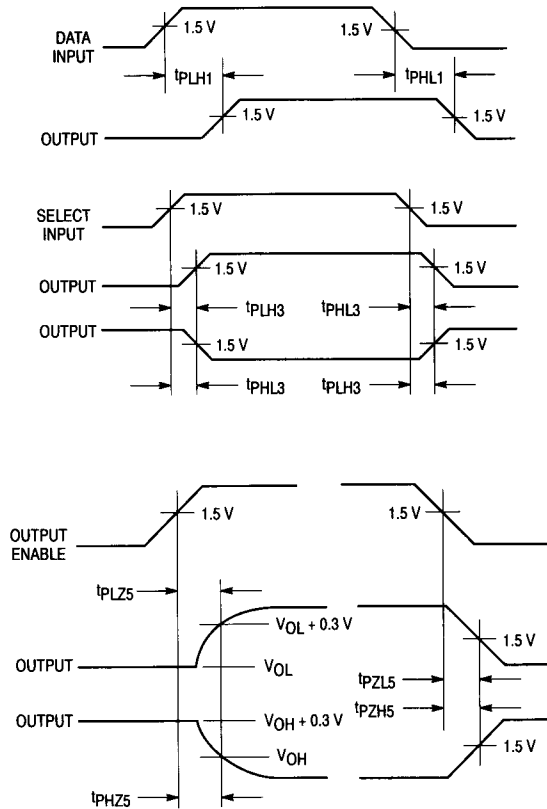 DATA INPUT
1.5 V
1.5 V
tPLH1
tPHL1
OUTPUT
1.5 V
1.5 V
SELECT INPUT
1.5 V
1.5 V
OUTPUT
1.5 V
1.5 V
tPLH3
tPHL3
OUTPUT
1.5 V
1.5 V
tPHL3
tPLH3
OUTPUT ENABLE
1.5 V
1.5 V
tPLZ5
VOL + 0.3 V
1.5 V
OUTPUT
VOL
tPZL5
tPZH5
OUTPUT
VOH + 0.3 V
VOH
1.5 V
tPHZ5